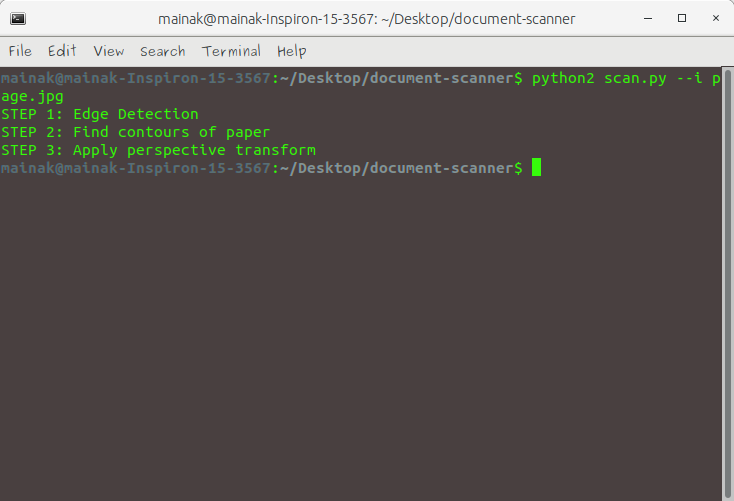 mainak@mainak-Inspiron-15-3567: ~/Desktop/document-scanner
File Edit View Search Terminal Help
mainak@mainak-Inspiron-15-3567:~/Desktop/document-scanner$ python2 scan.py --i p
age.jpg
STEP 1: Edge Detection
STEP 2: Find contours of paper
STEP 3: Apply perspective transform
mainak@mainak-Inspiron-15-3567:~/Desktop/document-scanner$